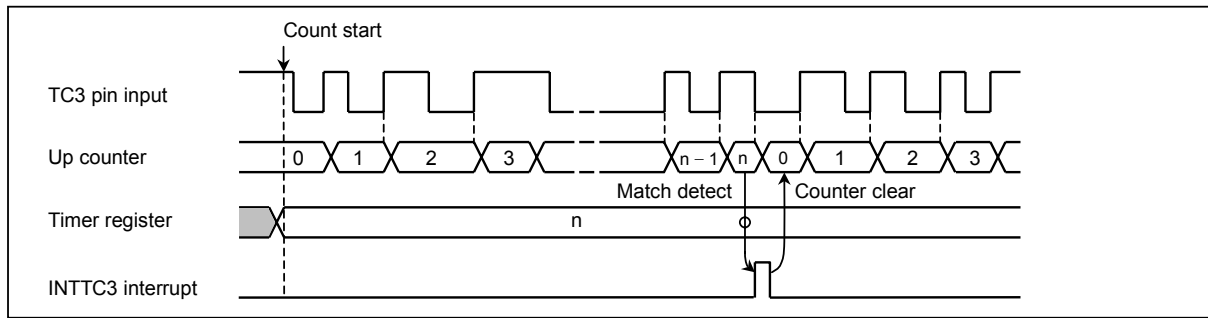 Count start
TC3 pin input
Up counter 0 1 2 3 n – 1 n 0 1 2 3
Match detect Counter clear
Timer register n
INTTC3 interrupt